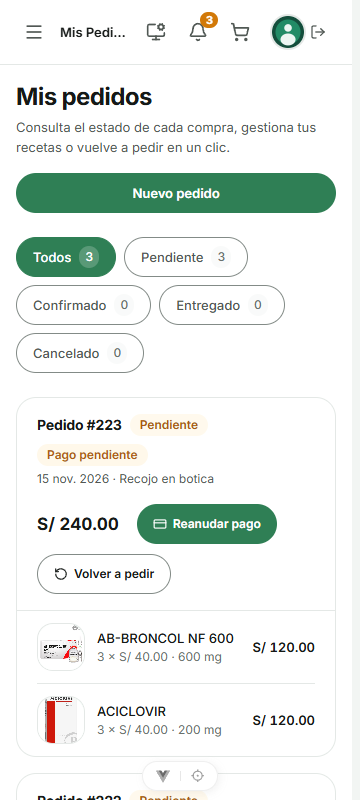 Mis Pedi...
3
Mis pedidos
Consulta el estado de cada compra, gestiona tus
recetas o vuelve a pedir en un clic.
Nuevo pedido
Todos 3
Pendiente 3
Confirmado 0
Entregado 0
Cancelado 0
Pedido #223 Pendiente
Pago pendiente
15 nov. 2026 · Recojo en botica
S/ 240.00 Reanudar pago
Volver a pedir
AB-BRONCOL NF 600
3 × S/ 40.00 · 600 mg
S/ 120.00
ACICLOVIR
3 × S/ 40.00 · 200 mg
S/ 120.00